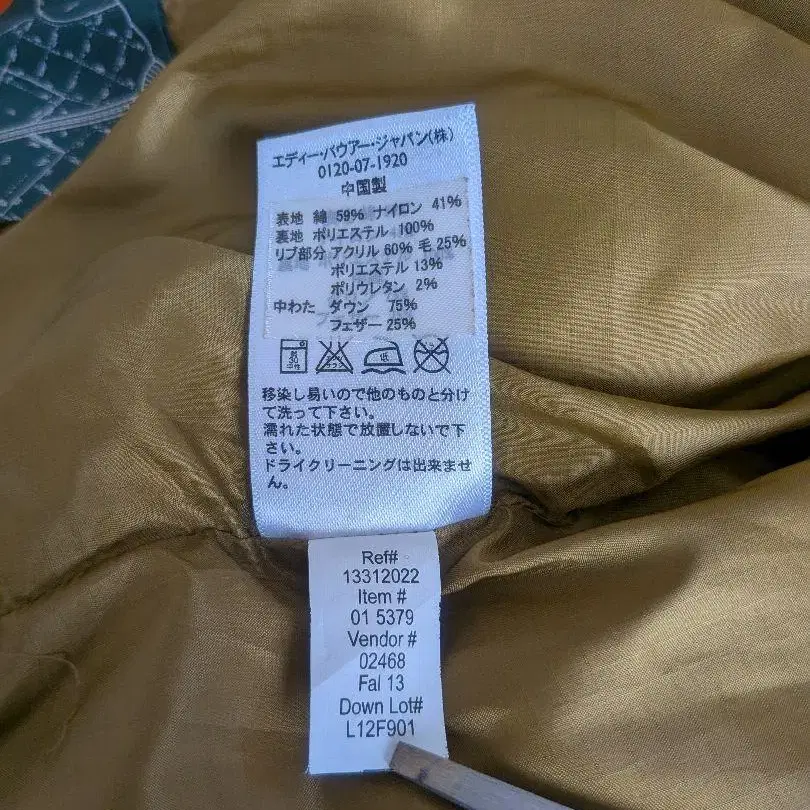 エディー・バウアー・ジャパン(株)
0120-07-1920
中国製
表地 綿 59% ナイロン 41%
裏地 ポリエステル 100%
リブ部分 アクリル 60% 毛 25%
ポリエステル 13%
ポリウレタン 2%
中わた ダウン 75%
フェザー 25%
30 中性 低
移染し易いので他のものと分け
て洗って下さい。
濡れた状態で放置しないで下
さい。
ドライクリーニングは出来ませ
ん。
Ref#
13312022
Item #
01 5379
Vendor #
02468
Fal 13
Down Lot#
L12F901